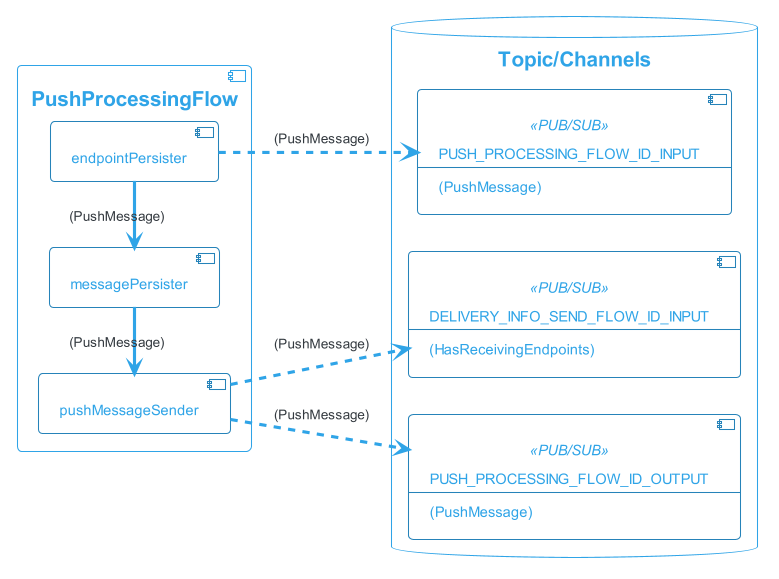 PushProcessingFlow
endpointPersister
(PushMessage)
messagePersister
(PushMessage)
pushMessageSender
(PushMessage)
(PushMessage)
(PushMessage)
Topic/Channels
«PUB/SUB»
PUSH_PROCESSING_FLOW_ID_INPUT
(PushMessage)
«PUB/SUB»
DELIVERY_INFO_SEND_FLOW_ID_INPUT
(HasReceivingEndpoints)
«PUB/SUB»
PUSH_PROCESSING_FLOW_ID_OUTPUT
(PushMessage)